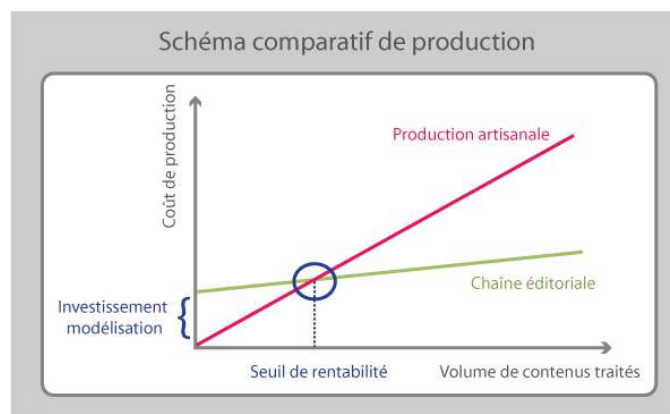 Schéma comparatif de production
Coût de production
Production artisanale
Chaîne éditoriale
Investissement
modélisation
Seuil de rentabilité
Volume de contenus traités